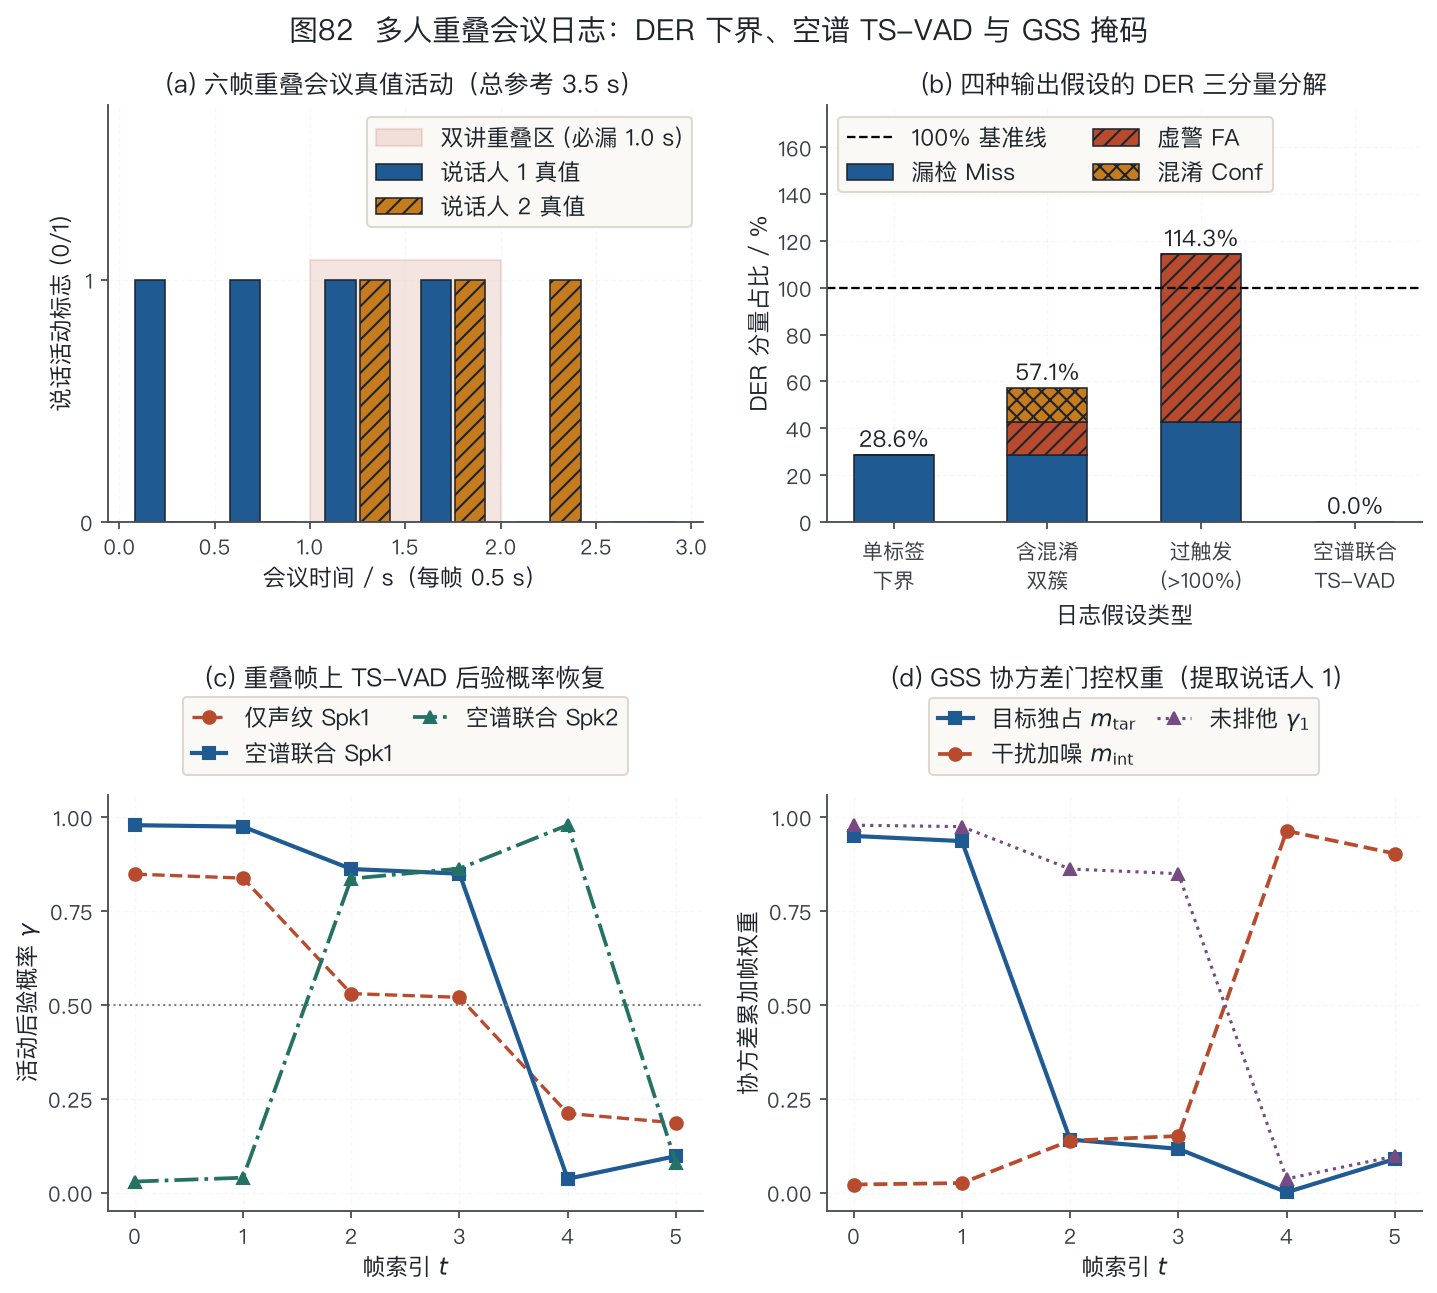 图82 多人重叠会议日志：DER 下界、空谱 TS–VAD 与 GSS 掩码
(a) 六帧重叠会议真值活动（总参考 3.5 s）
双讲重叠区 (必漏 1.0 s)
说话人 1 真值
说话人 2 真值
说话活动标志 (0/1)
1
0
0.0 0.5 1.0 1.5 2.0 2.5 3.0
会议时间 / s（每帧 0.5 s）
(b) 四种输出假设的 DER 三分量分解
100% 基准线
漏检 Miss
虚警 FA
混淆 Conf
DER 分量占比 / %
160
140
120
100
80
60
40
20
0
28.6%
57.1%
114.3%
0.0%
单标签
下界
含混淆
双簇
过触发
(>100%)
空谱联合
TS–VAD
日志假设类型
(c) 重叠帧上 TS–VAD 后验概率恢复
仅声纹 Spk1
空谱联合 Spk1
空谱联合 Spk2
活动后验概率 γ
1.00
0.75
0.50
0.25
0.00
0 1 2 3 4 5
帧索引 t
(d) GSS 协方差门控权重（提取说话人 1）
目标独占 m_tar
干扰加噪 m_int
未排他 γ_1
协方差累加帧权重
1.00
0.75
0.50
0.25
0.00
0 1 2 3 4 5
帧索引 t